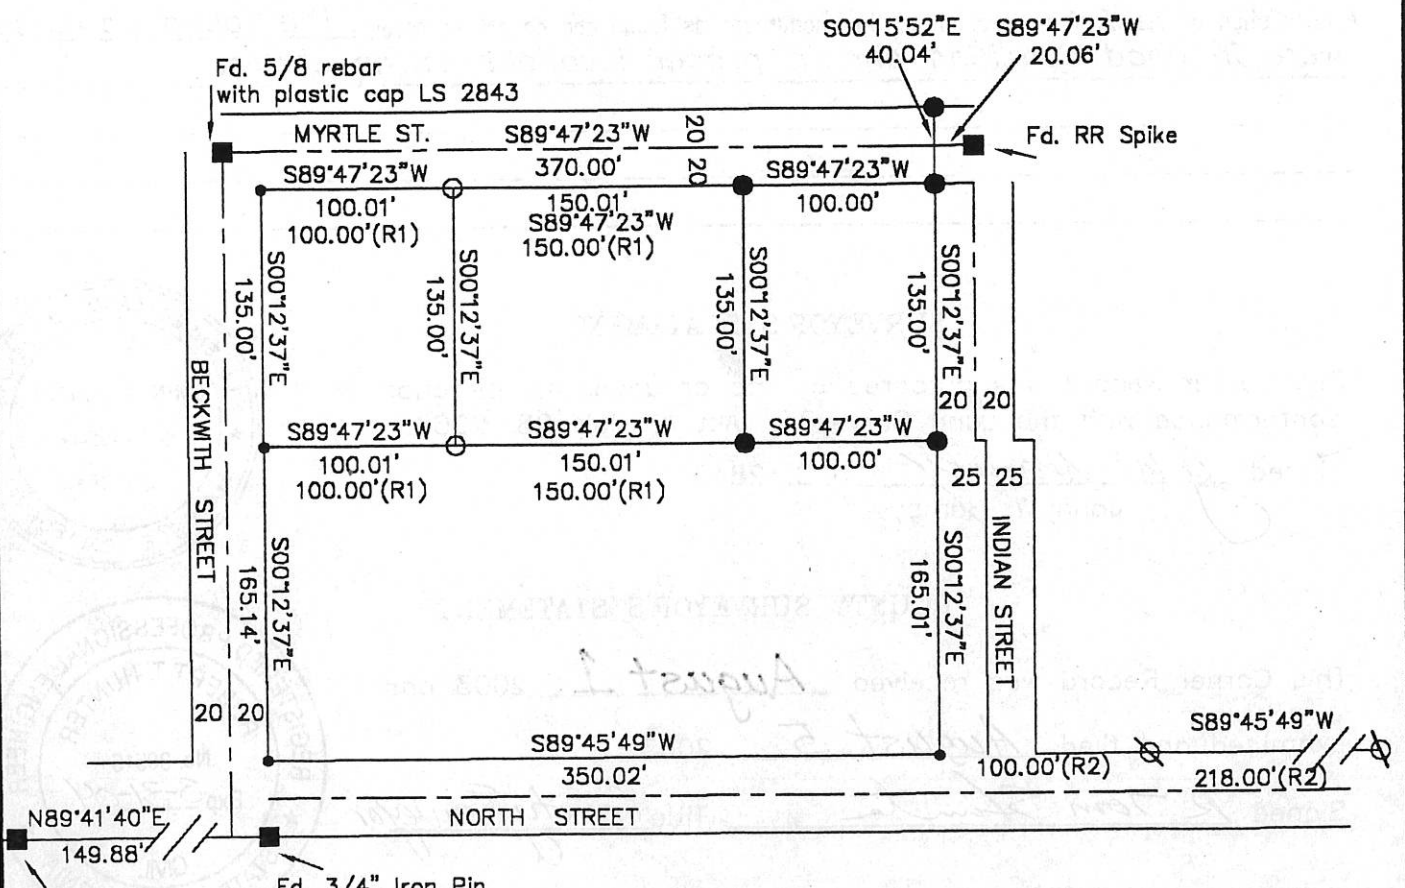 S00°15'52"E
40.04'
S89°47'23"W
20.06'
Fd. 5/8 rebar
with plastic cap LS 2843
MYRTLE ST.
S89°47'23"W
20
Fd. RR Spike
S89°47'23"W
370.00'
20
S89°47'23"W
100.01'
150.01'
100.00'
100.00'(R1)
S89°47'23"W
150.00'(R1)
135.00'
S00°12'37"E
135.00'
S00°12'37"E
135.00'
S00°12'37"E
135.00'
S00°12'37"E
20
20
BECKWITH STREET
S89°47'23"W
S89°47'23"W
S89°47'23"W
100.01'
150.01'
100.00'
100.00'(R1)
150.00'(R1)
25
25
165.14'
S00°12'37"E
165.01'
S00°12'37"E
INDIAN STREET
August 1
2003
20
20
S89°45'49"W
350.02'
S89°45'49"W
100.00'(R2)
218.00'(R2)
N89°41'40"E
149.88'
NORTH STREET
Fd. 3/4" Iron Pin